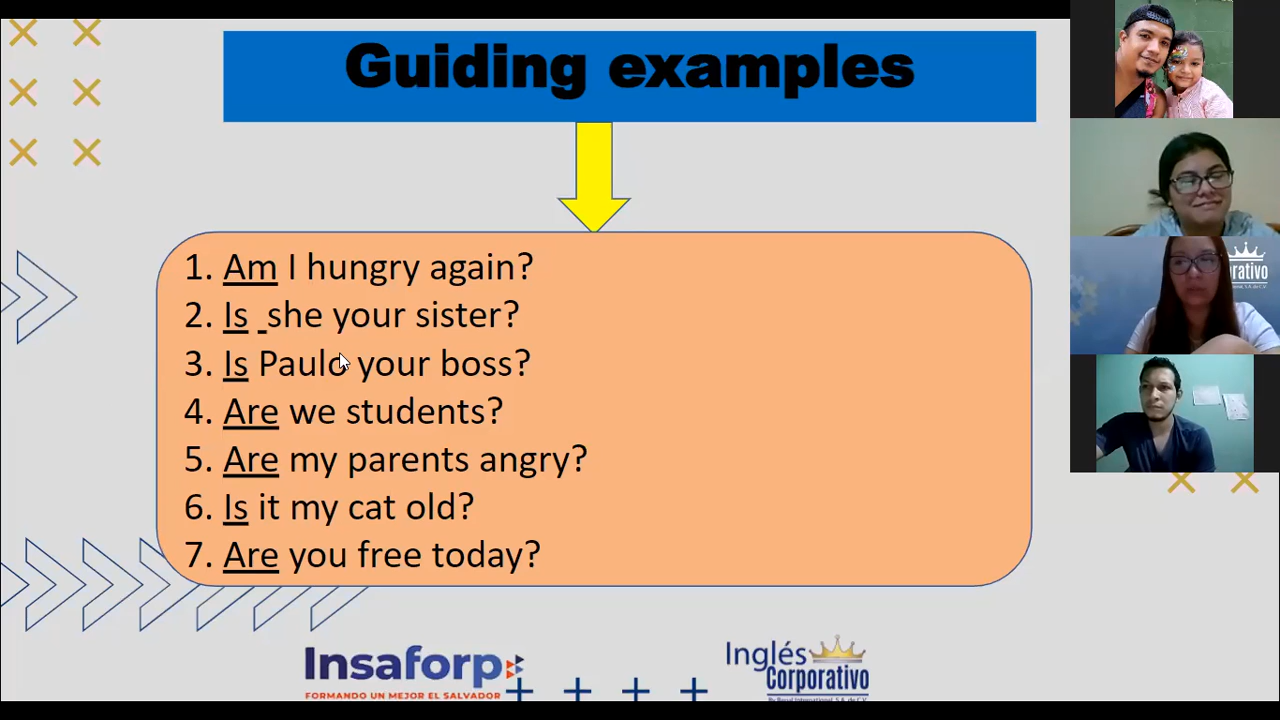 Guiding examples
1. Am I hungry again?
2. Is _she your sister?
3. Is Paulo your boss?
4. Are we students?
5. Are my parents angry?
6. Is it my cat old?
7. Are you free today?
Insaforp
FORMANDO UN MEJOR EL SALVADOR
Inglés
Corporativo
rativo